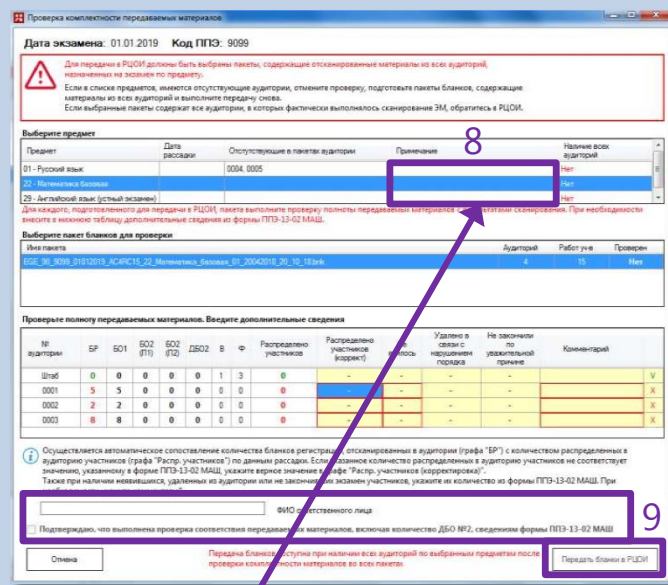 Проверка комплектности передаваемых материалов
Дата экзамена: 01.01.2019 Код ППЭ: 9099
Для передачи в РЦОИ должны быть выбраны пакеты, содержащие отсканированные материалы из всех аудиторий,
назначенных на экзамен по предмету.
Если в списке предметов, имеются отсутствующие аудитории, отмените проверку, подготовьте пакеты бланков, содержащие
материалы из всех аудиторий и выполните передачу снова.
Если выбранные пакеты содержат все аудитории, в которых фактически выполнялось сканирование ЭМ, обратитесь в РЦОИ.
Выберите предмет
8
Предмет Дата рассадки Отсутствующие в пакетах аудитории Примечание Наличие всех аудиторий
01 - Русский язык 0004, 0005 Нет
22 - Математика базовая Нет
29 - Английский язык (устный экзамен) Нет
Для каждого, подготовленного для передачи в РЦОИ, пакета выполните проверку полноты передаваемых материалов с результатами сканирования. При необходимости
внесите в нижнюю таблицу дополнительные сведения из формы ППЭ-13-02 МАШ.
Выберите пакет бланков для проверки
Имя пакета Аудиторий Работ уч-в Проверен
EGE_90_9099_01012019_AC4RC15_22_Математика_базовая_01_20042018_20_10_18.bnk 4 15 Нет
Проверьте полноту передаваемых материалов. Введите дополнительные сведения
№ аудитории БР БО1 БО2 (П1) БО2 (П2) ДБО2 В Ф Распределено участников Распределено участников (коррект) Удалено в связи с нарушением порядка Не закончили по уважительной причине Комментарий
Штаб 0 0 0 0 0 1 3 0 - - - - V
0001 5 5 0 0 0 0 0 0 - - - - X
0002 2 2 0 0 0 0 0 0 - - - - X
0003 8 8 0 0 0 0 0 0 - - - - X
Осуществляется автоматическое сопоставление количества бланков регистрации, отсканированных в аудитории (графа "БР") с количеством распределенных в
аудиторию участников (графа "Распр. участников") по данным рассадки. Если указанное количество распределенных в аудиторию участников не соответствует
значению, указанному в форме ППЭ-13-02 МАШ, укажите верное значение в графе "Распр. участников (корректировка)".
Также при наличии неявившихся, удаленных из аудитории или не закончивших экзамен участников, укажите их количество из формы ППЭ-13-02 МАШ. При
ФИО ответственного лица
9
Подтверждаю, что выполнена проверка соответствия передаваемых материалов, включая количество ДБО №2, сведениям формы ППЭ-13-02 МАШ
Отмена
Передача бланков доступна при наличии всех аудиторий по выбранным предметам после
проверки комплектности материалов во всех пакетах
Передать бланки в РЦОИ